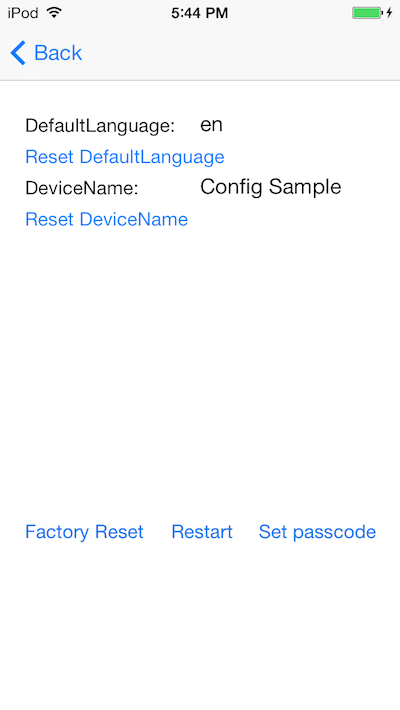 iPod 5:44 PM
Back
DefaultLanguage: en
Reset DefaultLanguage
DeviceName: Config Sample
Reset DeviceName
Factory Reset Restart Set passcode